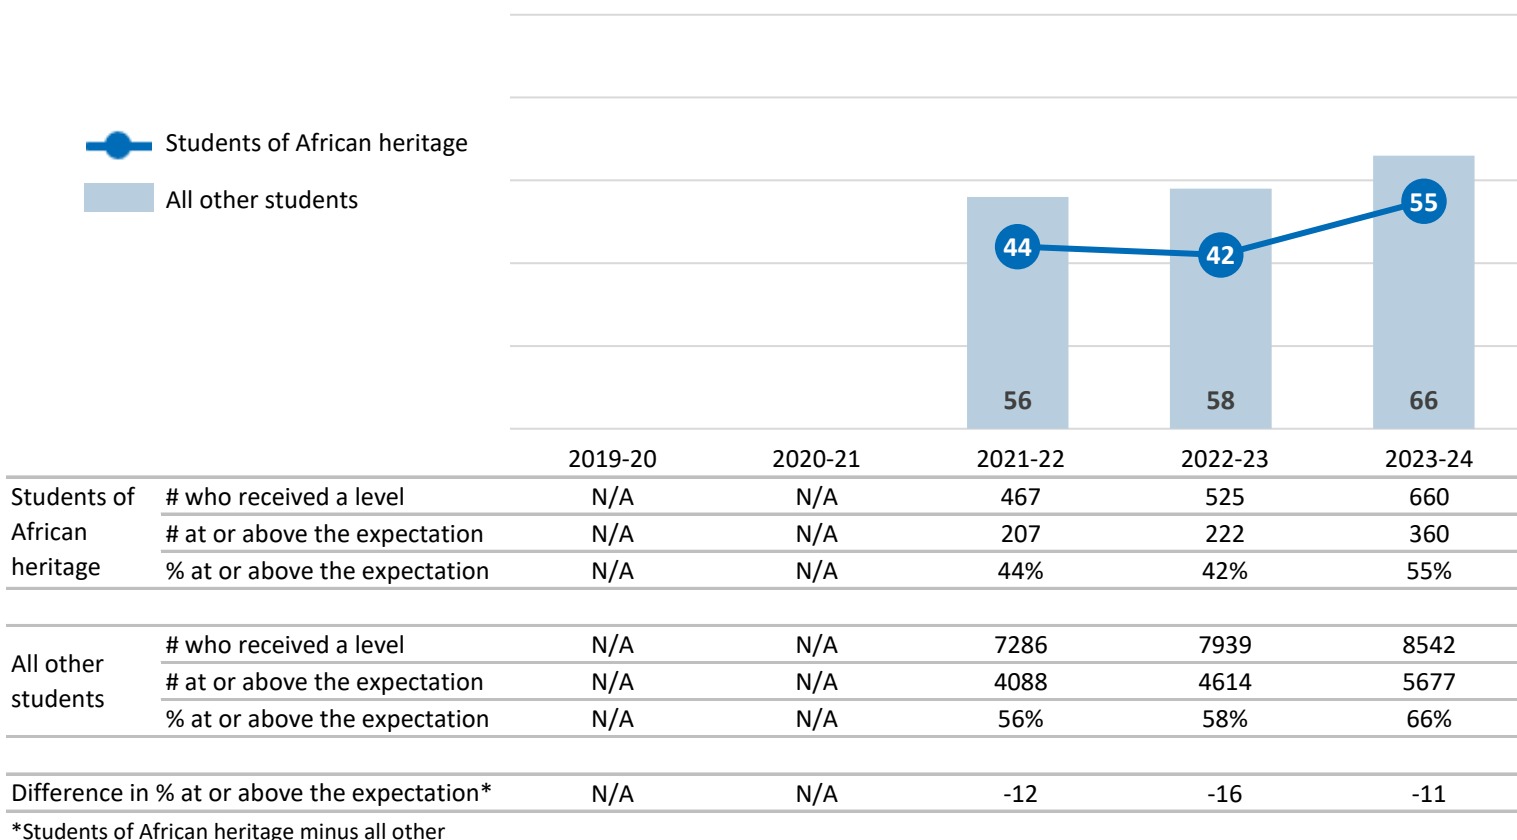 Students of African heritage
All other students
44
42
55
56
58
66
2019-20 2020-21 2021-22 2022-23 2023-24
Students of African heritage
# who received a level N/A N/A 467 525 660
# at or above the expectation N/A N/A 207 222 360
% at or above the expectation N/A N/A 44% 42% 55%
All other students
# who received a level N/A N/A 7286 7939 8542
# at or above the expectation N/A N/A 4088 4614 5677
% at or above the expectation N/A N/A 56% 58% 66%
Difference in % at or above the expectation* N/A N/A -12 -16 -11
*Students of African heritage minus all other